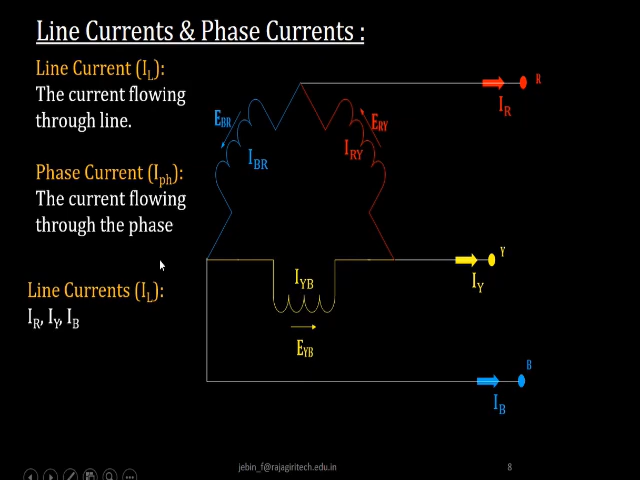 Line Currents & Phase Currents :
Line Current (IL):
The current flowing
through line.
Phase Current (Iph):
The current flowing
through the phase
Line Currents (IL):
IR, IY, IB
EBR
IBR
ERY
IRY
R
IR
IYB
EYB
Y
IY
B
IB
jebin_f@rajagiritech.edu.in
8